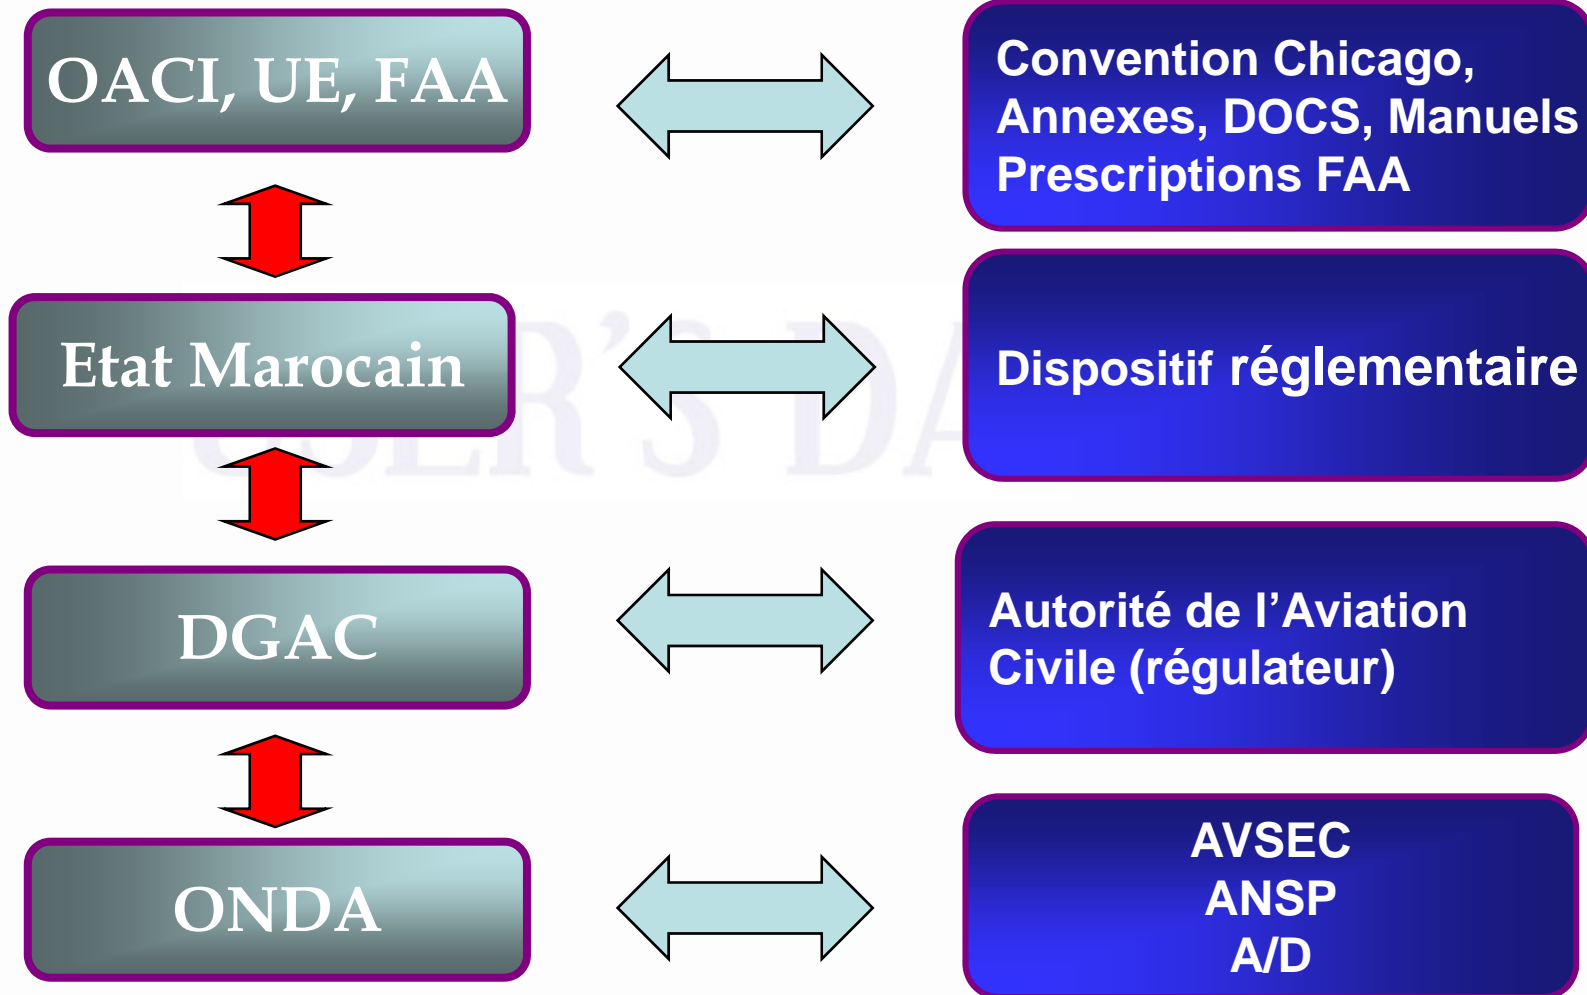 OACI, UE, FAA
Convention Chicago,
Annexes, DOCS, Manuels
Prescriptions FAA
Etat Marocain
Dispositif réglementaire
DGAC
Autorité de l’Aviation
Civile (régulateur)
ONDA
AVSEC
ANSP
A/D